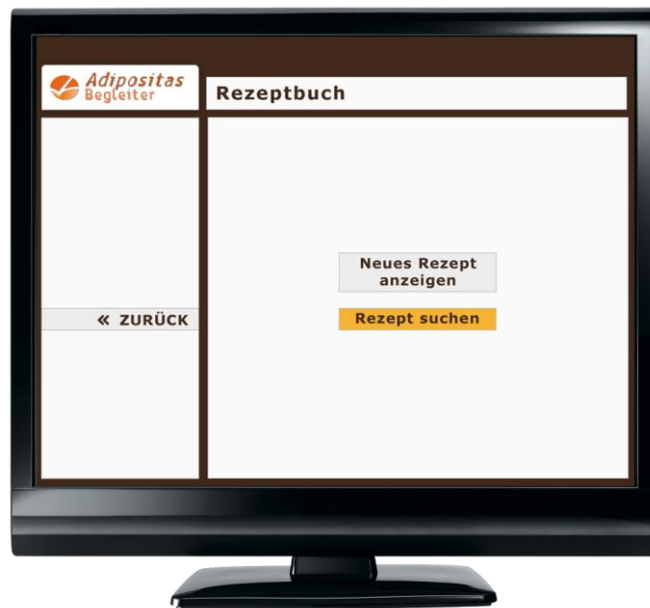 Adipositas
Begleiter
Rezeptbuch
Neues Rezept
anzeigen
« ZURÜCK
Rezept suchen